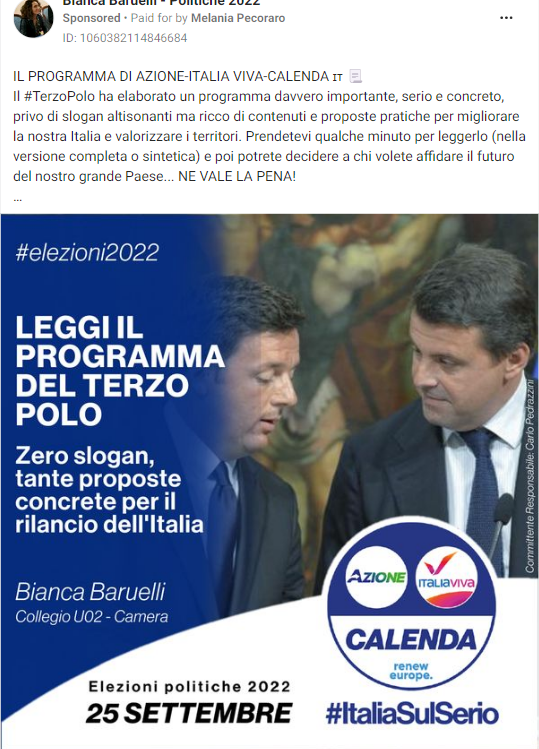 Bianca Baruelli - Politiche 2022
Sponsored • Paid for by Melania Pecoraro
ID: 1060382114846684
IL PROGRAMMA DI AZIONE-ITALIA VIVA-CALENDA IT
Il #TerzoPolo ha elaborato un programma davvero importante, serio e concreto,
privo di slogan altisonanti ma ricco di contenuti e proposte pratiche per migliorare
la nostra Italia e valorizzare i territori. Prendetevi qualche minuto per leggerlo (nella
versione completa o sintetica) e poi potrete decidere a chi volete affidare il futuro
del nostro grande Paese... NE VALE LA PENA!
...
#elezioni2022
LEGGI IL
PROGRAMMA
DEL TERZO
POLO
Zero slogan,
tante proposte
concrete per il
rilancio dell'Italia
Bianca Baruelli
Collegio U02 - Camera
Committente Responsabile: Carlo Pedrazzini
AZIONE
ITALIAVIVA
CALENDA
renew
europe.
Elezioni politiche 2022
25 SETTEMBRE
#ItaliaSulSerio